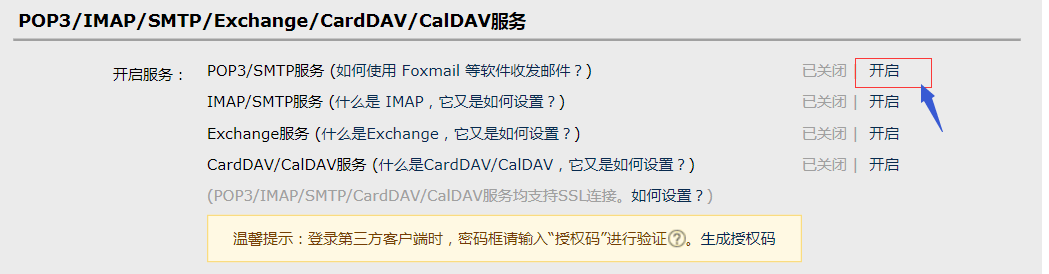 POP3/IMAP/SMTP/Exchange/CardDAV/CalDAV服务
开启服务： POP3/SMTP服务 (如何使用 Foxmail 等软件收发邮件？) 已关闭 | 开启
IMAP/SMTP服务 (什么是 IMAP，它又是如何设置？) 已关闭 | 开启
Exchange服务 (什么是Exchange，它又是如何设置？) 已关闭 | 开启
CardDAV/CalDAV服务 (什么是CardDAV/CalDAV，它又是如何设置？) 已关闭 | 开启
(POP3/IMAP/SMTP/CardDAV/CalDAV服务均支持SSL连接。如何设置？)
温馨提示：登录第三方客户端时，密码框请输入“授权码”进行验证?。生成授权码